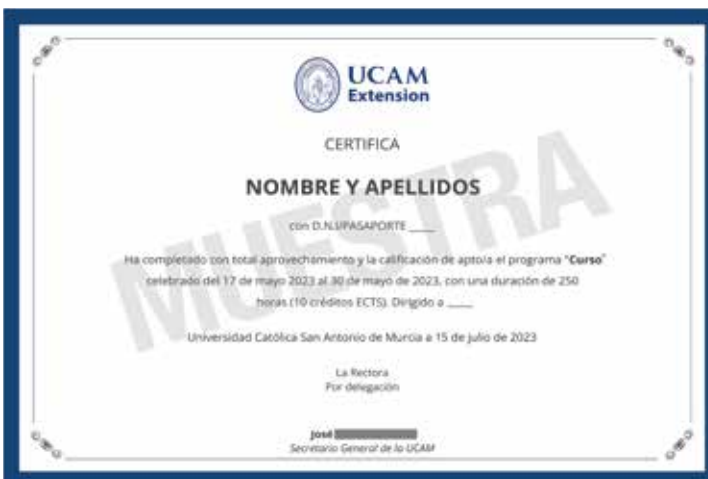 UCAM
Extension
CERTIFICA
NOMBRE Y APELLIDOS
con D.N.I/PASAPORTE ____
Ha completado con total aprovechamiento y la calificación de apto/a el programa "Curso"
celebrado del 17 de mayo 2023 al 30 de mayo de 2023, con una duración de 250
horas (10 créditos ECTS). Dirigido a ____
Universidad Católica San Antonio de Murcia a 15 de julio de 2023
La Rectora
Por delegación
José
Secretario General de la UCAM
MUESTRA